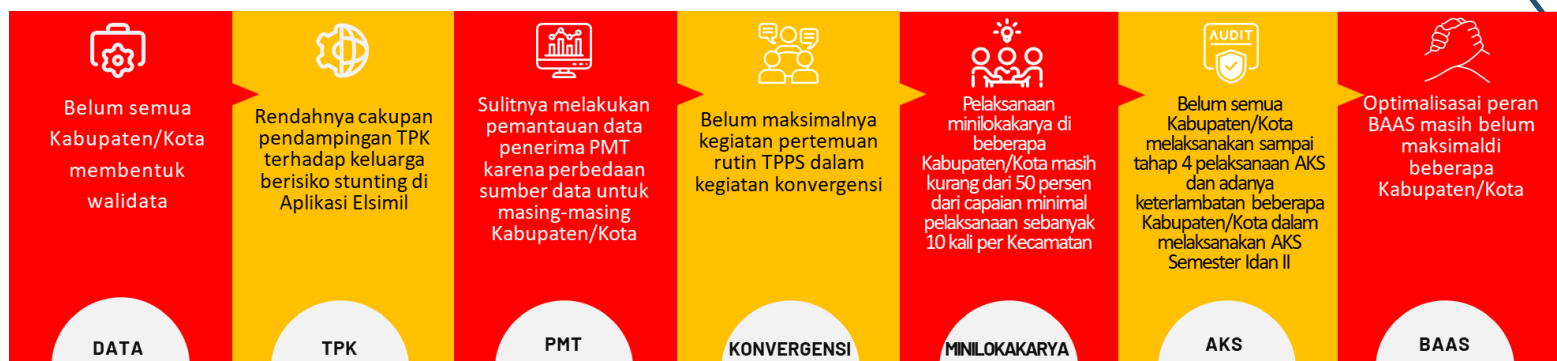 Belum semua
Kabupaten/Kota
membentuk
walidata
DATA
Rendahnya cakupan
pendampingan TPK
terhadap keluarga
berisiko stunting di
Aplikasi Elsimil
TPK
Sulitnya melakukan
pemantauan data
penerima PMT
karena perbedaan
sumber data untuk
masing-masing
Kabupaten/Kota
PMT
Belum maksimalnya
kegiatan pertemuan
rutin TPPS dalam
kegiatan konvergensi
KONVERGENSI
Pelaksanaan
minilokakarya di
beberapa
Kabupaten/Kota masih
kurang dari 50 persen
dari capaian minimal
pelaksanaan sebanyak
10 kali per Kecamatan
MINILOKAKARYA
AUDIT
Belum semua
Kabupaten/Kota
melaksanakan sampai
tahap 4 pelaksanaan AKS
dan adanya
keterlambatan beberapa
Kabupaten/Kota dalam
melaksanakan AKS
Semester Idan II
AKS
Optimalisasai peran
BAAS masih belum
maksimaldi
beberapa
Kabupaten/Kota
BAAS